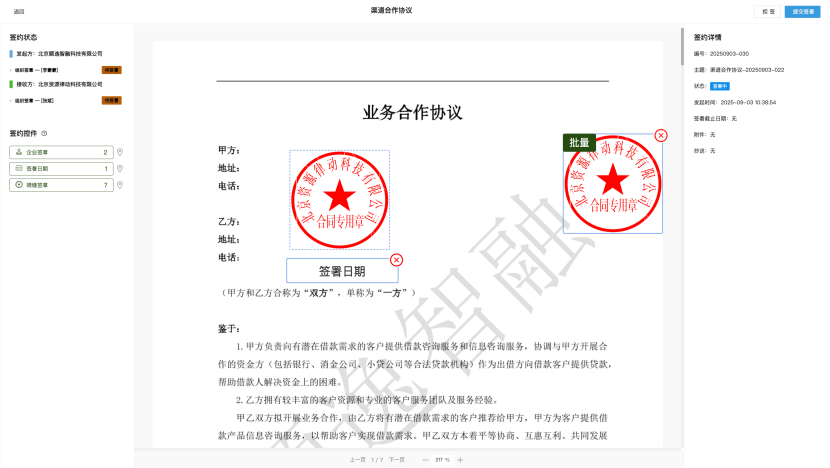 返回
渠道合作协议
拒 签
提交签署
签约状态
发起方：北京顺逸智融科技有限公司
组织签署 —
待签署
接收方：北京资源律动科技有限公司
组织签署 — [张斌]
待签署
签约控件
企业签章 2
签署日期 1
骑缝签章 7
业务合作协议
甲方：
地址：
电话：
乙方：
地址：
电话：
北京资源律动科技有限公司
合同专用章
批量
北京资源律动科技有限公司
合同专用章
签署日期
（甲方和乙方合称为“双方”，单称为“一方”）
鉴于：
1.甲方负责向有潜在借款需求的客户提供借款咨询服务和信息咨询服务，协调与甲方开展合
作的资金方（包括银行、消金公司、小贷公司等合法贷款机构）作为出借方向借款客户提供贷款，
帮助借款人解决资金上的困难。
2.乙方拥有较丰富的客户资源和专业的客户服务团队及服务经验。
甲乙双方拟开展业务合作，由乙方将有潜在借款需求的客户推荐给甲方，甲方为客户提供借
款产品信息咨询服务，以帮助客户实现借款需求。甲乙双方本着平等协商、互惠互利、共同发展
逸智融
上一页 1 / 7 下一页 — 217 % +
签约详情
编号：20250903-030
主题：渠道合作协议-20250903-022
状态：签署中
发起时间：2025-09-03 10:38:54
签署截止日期：无
附件：无
抄送：无